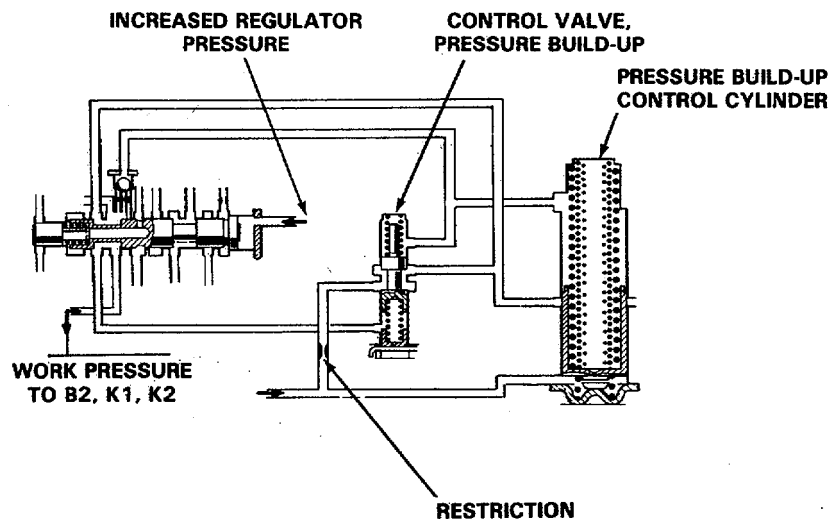 INCREASED REGULATOR
PRESSURE
CONTROL VALVE,
PRESSURE BUILD-UP
PRESSURE BUILD-UP
CONTROL CYLINDER
WORK PRESSURE
TO B2, K1, K2
RESTRICTION